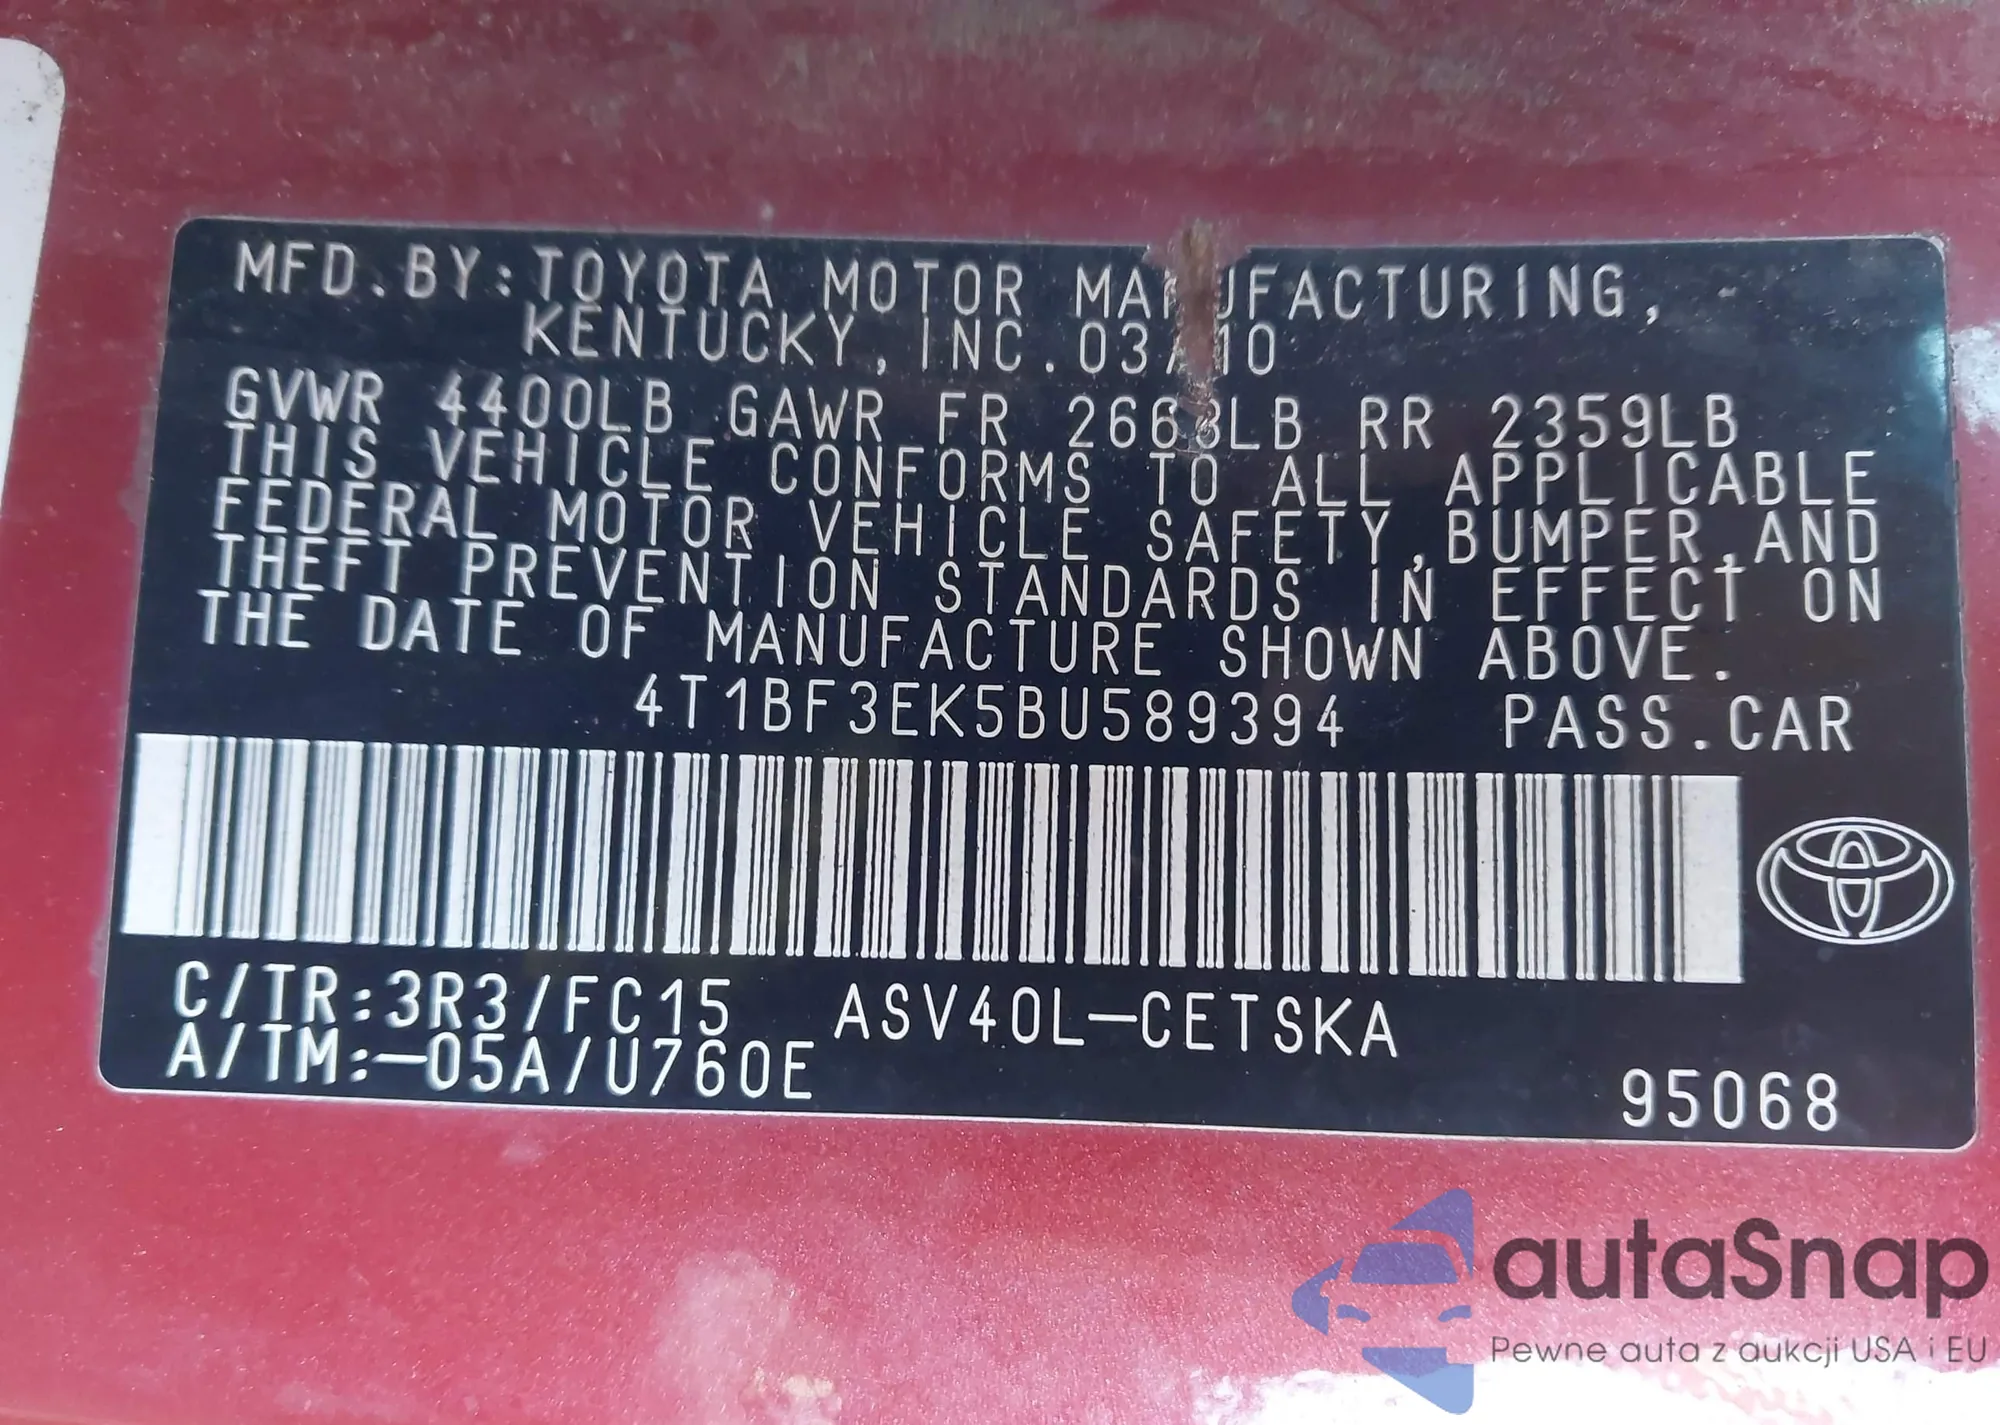 MFD.BY:TOYOTA MOTOR MANUFACTURING,
KENTUCKY,INC.03/10
GVWR 4400LB GAWR FR 2668LB RR 2359LB
THIS VEHICLE CONFORMS TO ALL APPLICABLE
FEDERAL MOTOR VEHICLE SAFETY,BUMPER,AND
THEFT PREVENTION STANDARDS IN EFFECT ON
THE DATE OF MANUFACTURE SHOWN ABOVE.
4T1BF3EK5BU589394 PASS.CAR
C/TR:3R3/FC15 ASV40L-CETSKA
A/TM:-05A/U760E
95068
autaSnap
Pewne auta z aukcji USA i EU